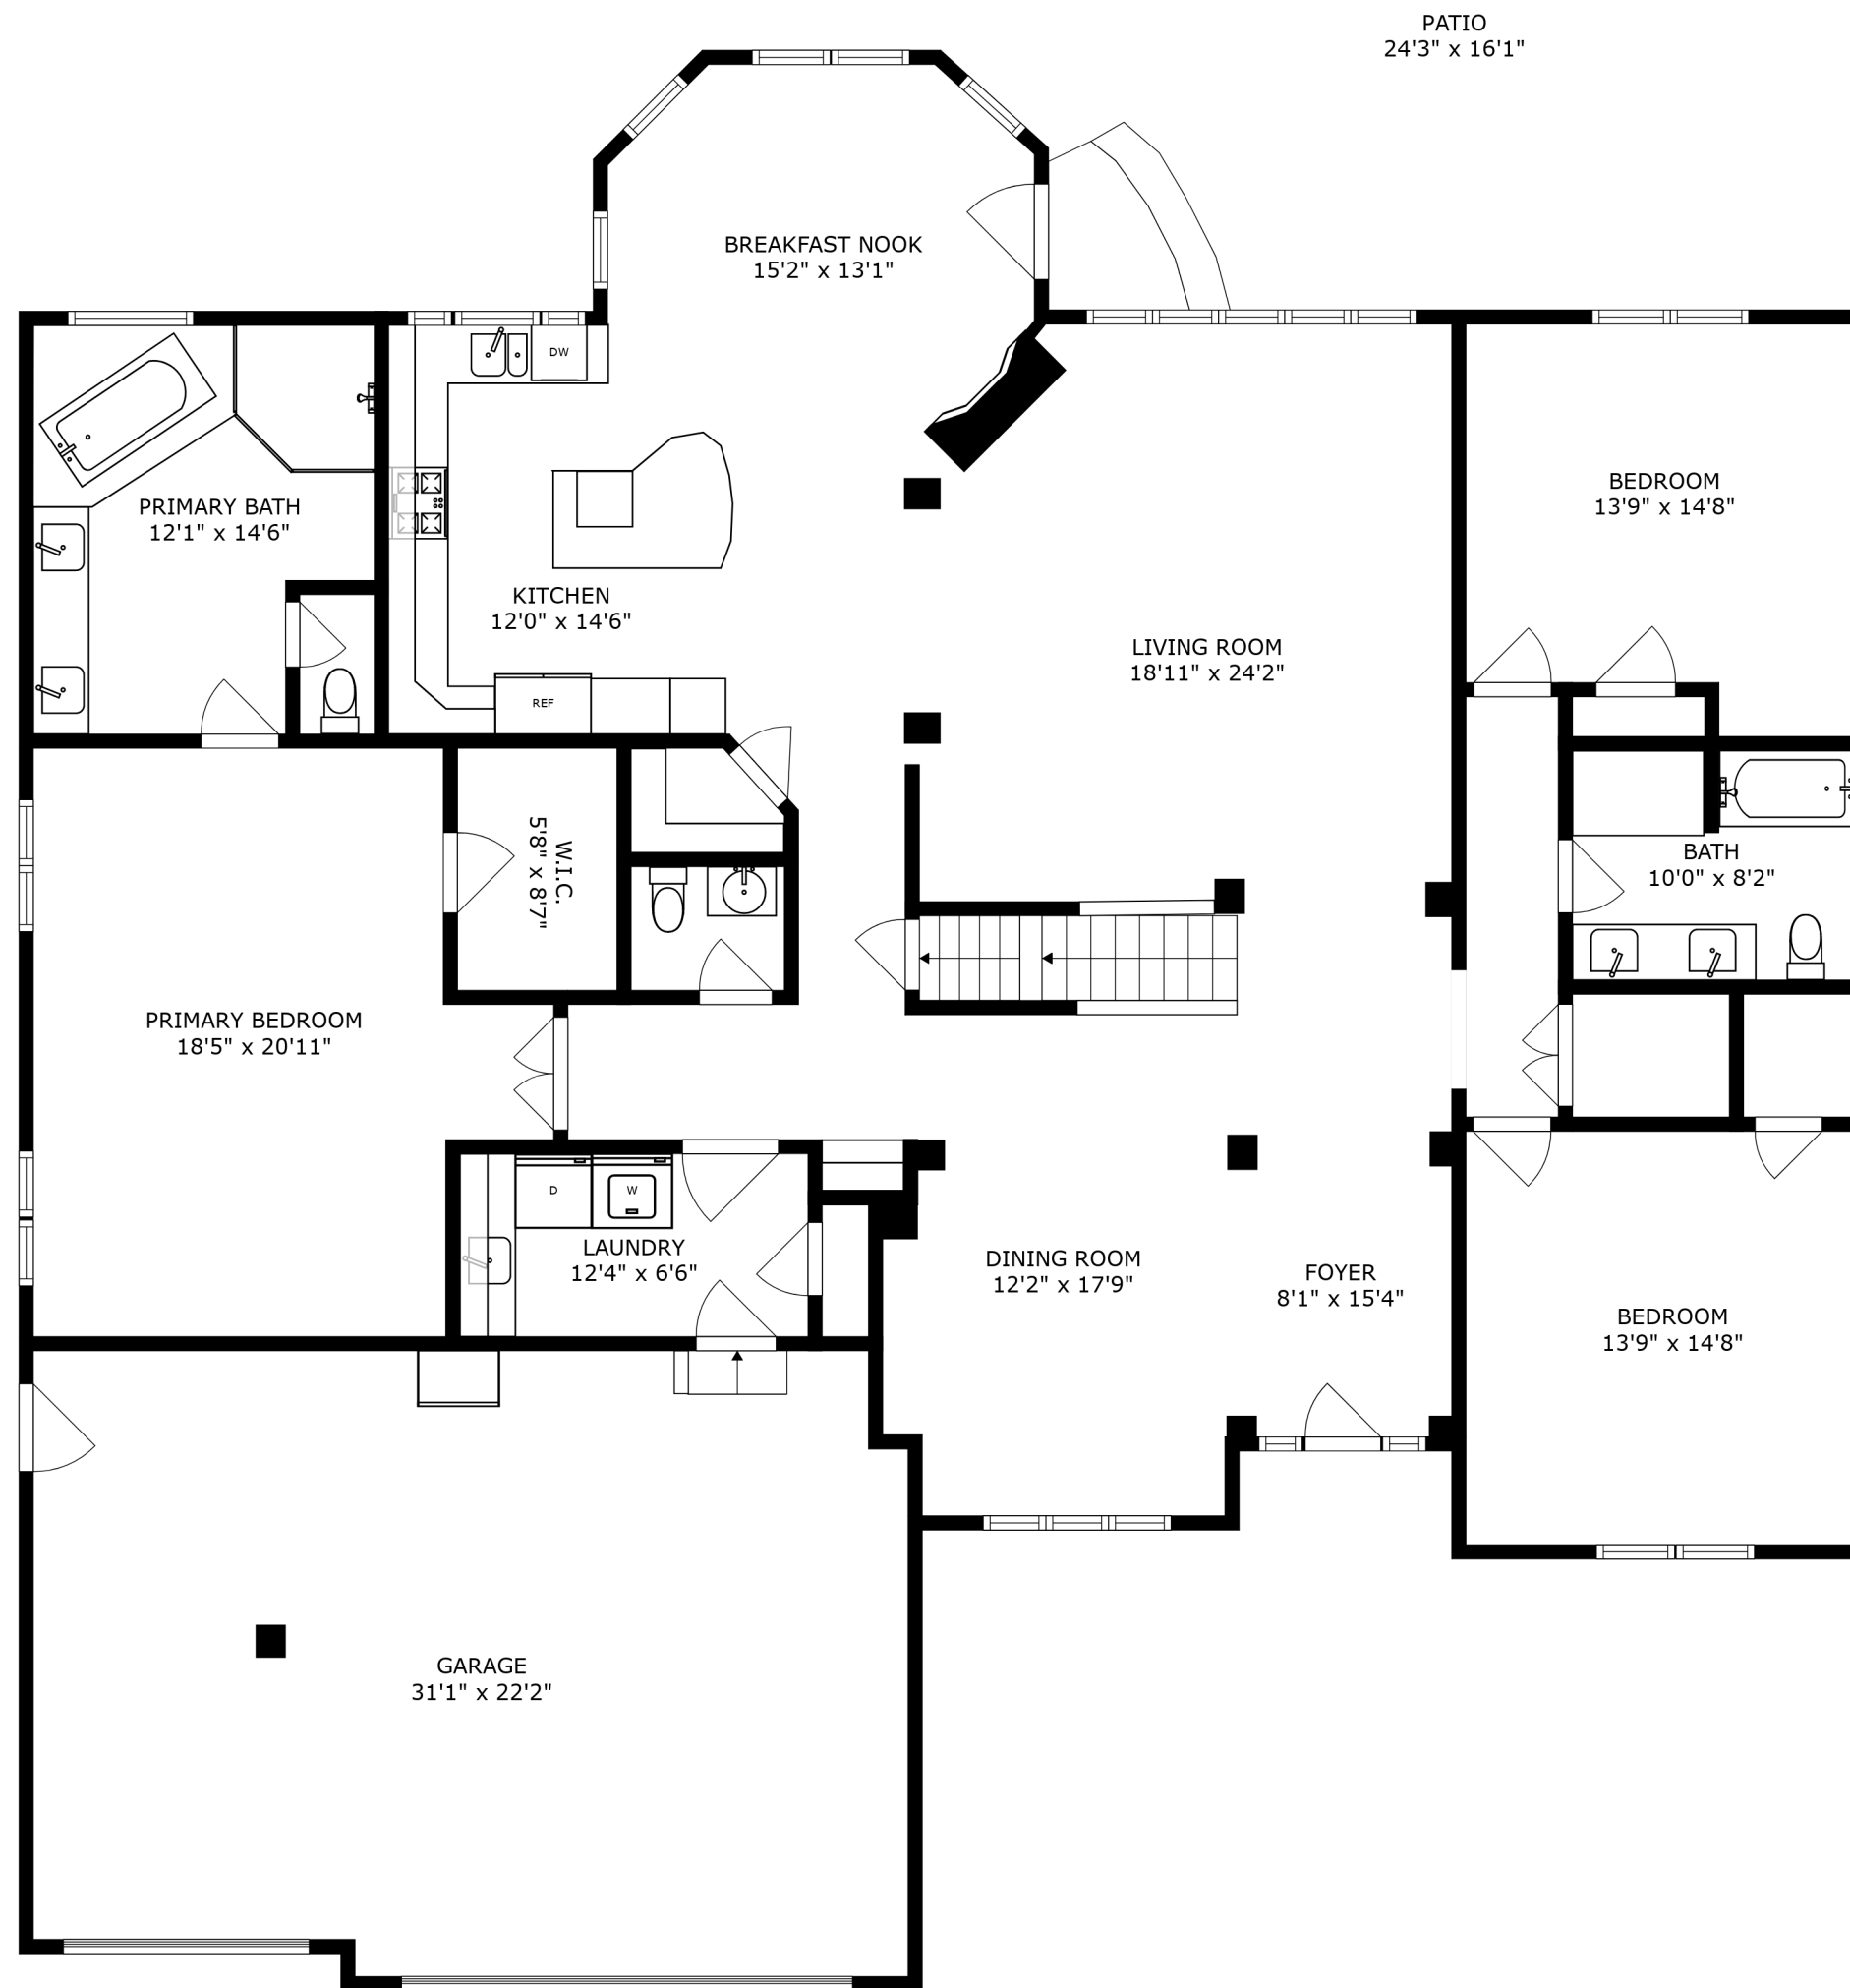 PATIO
24'3" x 16'1"
BREAKFAST NOOK
15'2" x 13'1"
DW
BEDROOM
13'9" x 14'8"
PRIMARY BATH
12'1" x 14'6"
KITCHEN
12'0" x 14'6"
LIVING ROOM
18'11" x 24'2"
REF
W.I.C.
5'8" x 8'7"
BATH
10'0" x 8'2"
PRIMARY BEDROOM
18'5" x 20'11"
D
W
LAUNDRY
12'4" x 6'6"
DINING ROOM
12'2" x 17'9"
FOYER
8'1" x 15'4"
BEDROOM
13'9" x 14'8"
GARAGE
31'1" x 22'2"